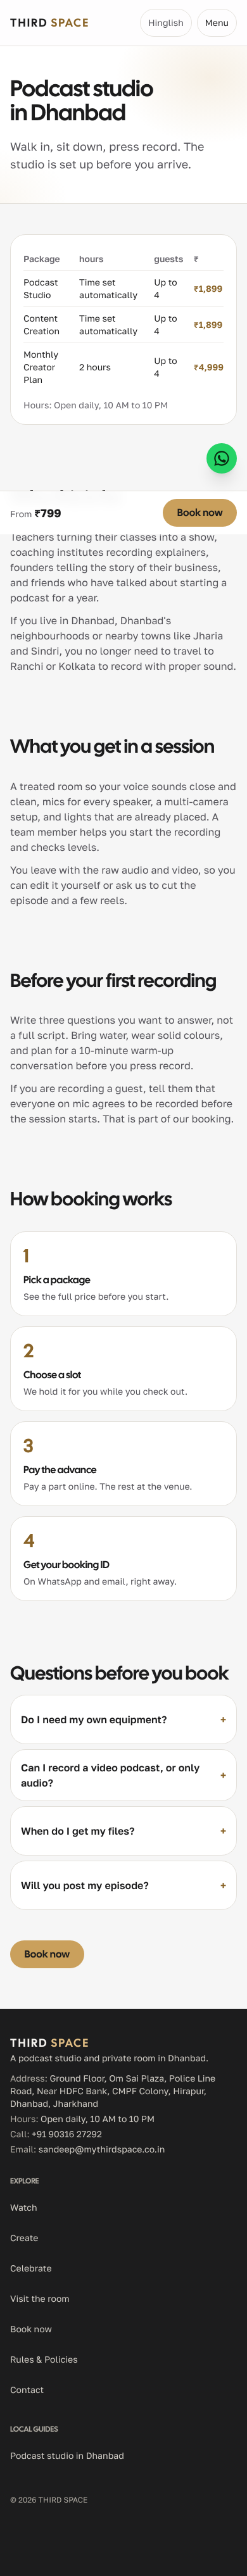 THIRD SPACE
Hinglish
Menu
Podcast studio
in Dhanbad
Walk in, sit down, press record. The
studio is set up before you arrive.
Package hours guests ₹
Podcast Studio Time set automatically Up to 4 ₹1,899
Content Creation Time set automatically Up to 4 ₹1,899
Monthly Creator Plan 2 hours Up to 4 ₹4,999
Hours: Open daily, 10 AM to 10 PM
From ₹799
Book now
Teachers turning their classes into a show,
coaching institutes recording explainers,
founders telling the story of their business,
and friends who have talked about starting a
podcast for a year.
If you live in Dhanbad, Dhanbad's
neighbourhoods or nearby towns like Jharia
and Sindri, you no longer need to travel to
Ranchi or Kolkata to record with proper sound.
What you get in a session
A treated room so your voice sounds close and
clean, mics for every speaker, a multi-camera
setup, and lights that are already placed. A
team member helps you start the recording
and checks levels.
You leave with the raw audio and video, so you
can edit it yourself or ask us to cut the
episode and a few reels.
Before your first recording
Write three questions you want to answer, not
a full script. Bring water, wear solid colours,
and plan for a 10-minute warm-up
conversation before you press record.
If you are recording a guest, tell them that
everyone on mic agrees to be recorded before
the session starts. That is part of our booking.
How booking works
1
Pick a package
See the full price before you start.
2
Choose a slot
We hold it for you while you check out.
3
Pay the advance
Pay a part online. The rest at the venue.
4
Get your booking ID
On WhatsApp and email, right away.
Questions before you book
Do I need my own equipment? +
Can I record a video podcast, or only
audio? +
When do I get my files? +
Will you post my episode? +
Book now
THIRD SPACE
A podcast studio and private room in Dhanbad.
Address: Ground Floor, Om Sai Plaza, Police Line
Road, Near HDFC Bank, CMPF Colony, Hirapur,
Dhanbad, Jharkhand
Hours: Open daily, 10 AM to 10 PM
Call: +91 90316 27292
Email: sandeep@mythirdspace.co.in
EXPLORE
Watch
Create
Celebrate
Visit the room
Book now
Rules & Policies
Contact
LOCAL GUIDES
Podcast studio in Dhanbad
© 2026 THIRD SPACE